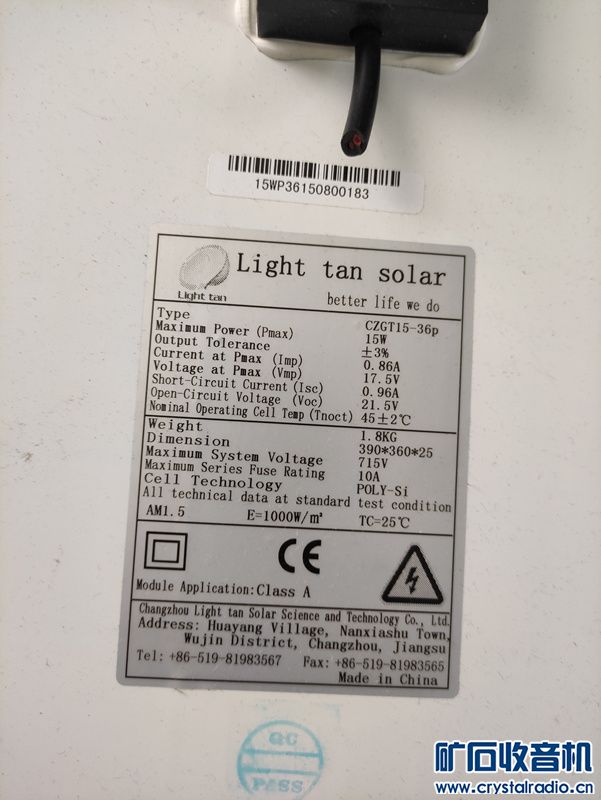 15WP36150800183
Light tan solar
Light tan
better life we do
Type CZGT15-36p
Maximum Power (Pmax) 15W
Output Tolerance ±3%
Current at Pmax (Imp) 0.86A
Voltage at Pmax (Vmp) 17.5V
Short-Circuit Current (Isc) 0.96A
Open-Circuit Voltage (Voc) 21.5V
Nominal Operating Cell Temp (Tnoct) 45±2℃
Weight 1.8KG
Dimension 390*360*25
Maximum System Voltage 715V
Maximum Series Fuse Rating 10A
Cell Technology POLY-Si
All technical data at standard test condition
AM1.5 E=1000W/m² TC=25℃
CE
Module Application:Class A
Changzhou Light tan Solar Science and Technology Co., Ltd.
Address: Huayang Village, Nanxiashu Town,
Wujin District, Changzhou, Jiangsu
Tel: +86-519-81983567 Fax: +86-519-81983565
Made in China
QC
PASS
矿石收音机
www.crystalradio.cn